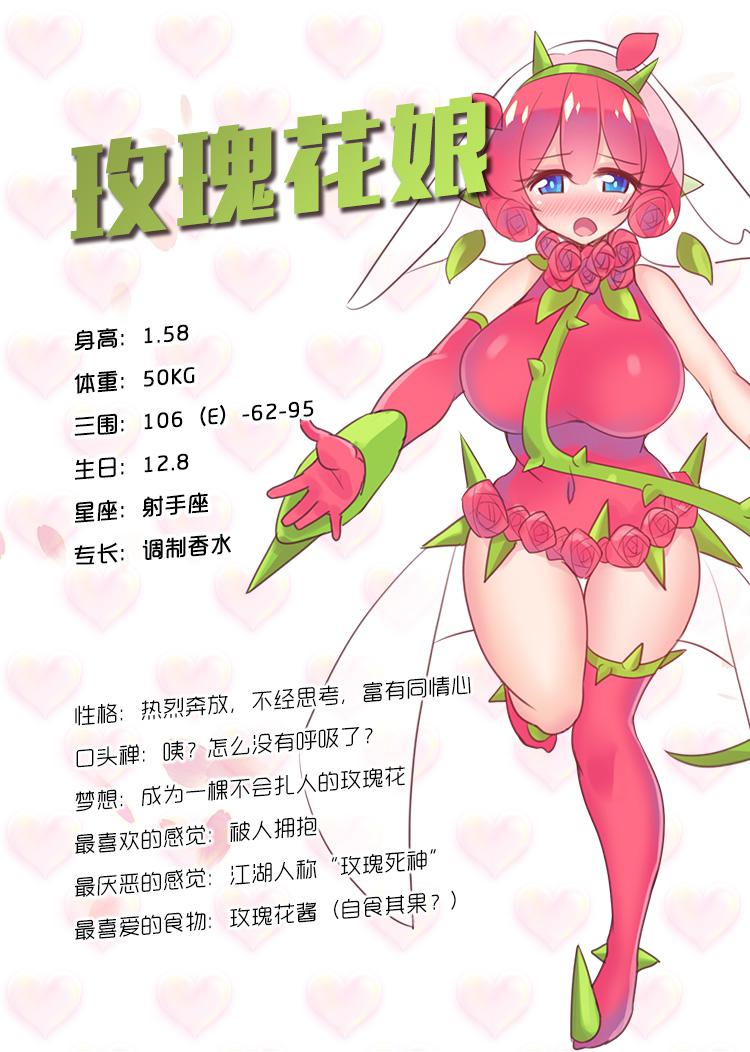 玫瑰花娘
身高：1.58
体重：50KG
三围：106（E）-62-95
生日：12.8
星座：射手座
专长：调制香水
性格：热烈奔放，不经思考，富有同情心
口头禅：咦？怎么没有呼吸了？
梦想：成为一棵不会扎人的玫瑰花
最喜欢的感觉：被人拥抱
最厌恶的感觉：江湖人称“玫瑰死神”
最喜爱的食物：玫瑰花酱（自食其果？）